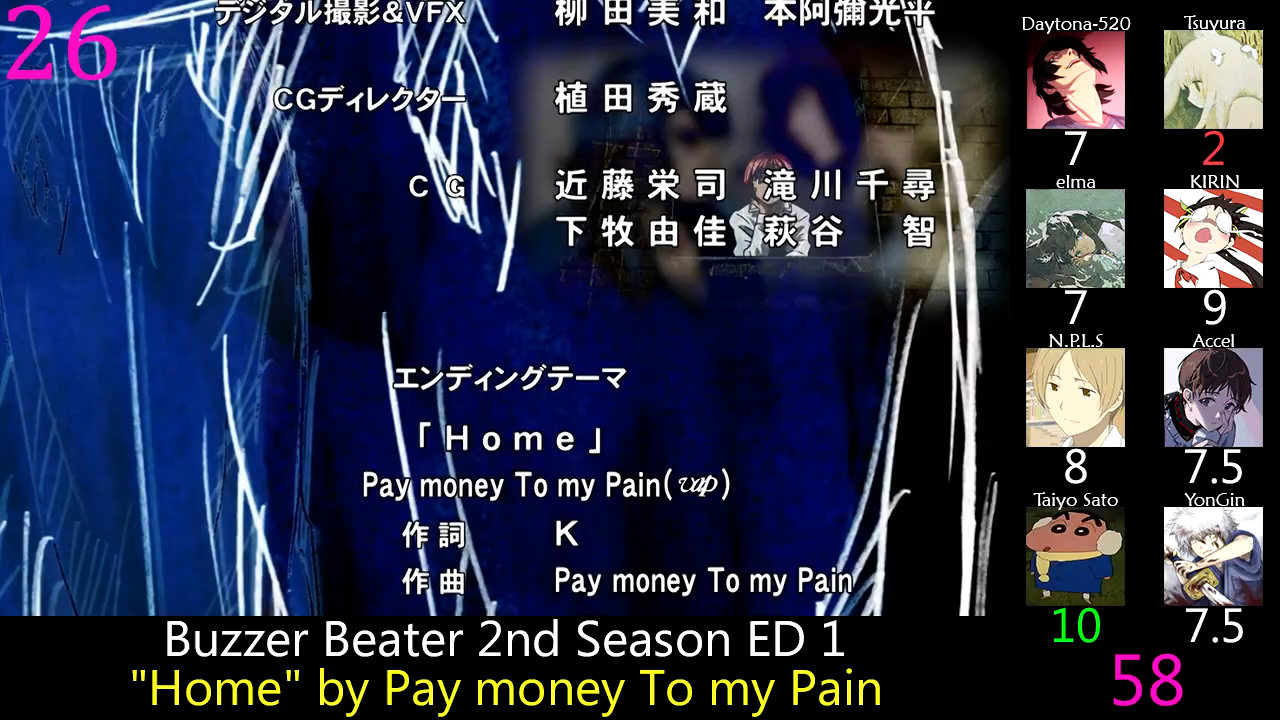 26
デジタル撮影&VFX 柳田実和 本阿彌光平
CGディレクター 植田秀蔵
CG 近藤栄司 滝川千尋
下牧由佳 萩谷 智
エンディングテーマ
「Home」
Pay money To my Pain(vap)
作詞 K
作曲 Pay money To my Pain
Buzzer Beater 2nd Season ED 1
"Home" by Pay money To my Pain
Daytona-520 Tsuyura
7 2
elma KIRIN
7 9
N.P.L.S Accel
8 7.5
Taiyo Sato YonGin
10 7.5
58